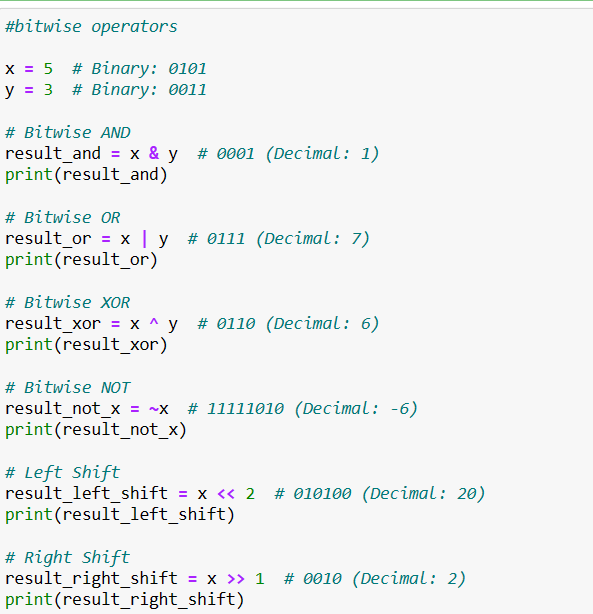 #bitwise operators
x = 5  # Binary: 0101
y = 3  # Binary: 0011
# Bitwise AND
result_and = x & y  # 0001 (Decimal: 1)
print(result_and)
# Bitwise OR
result_or = x | y  # 0111 (Decimal: 7)
print(result_or)
# Bitwise XOR
result_xor = x ^ y  # 0110 (Decimal: 6)
print(result_xor)
# Bitwise NOT
result_not_x = ~x  # 11111010 (Decimal: -6)
print(result_not_x)
# Left Shift
result_left_shift = x << 2  # 010100 (Decimal: 20)
print(result_left_shift)
# Right Shift
result_right_shift = x >> 1  # 0010 (Decimal: 2)
print(result_right_shift)